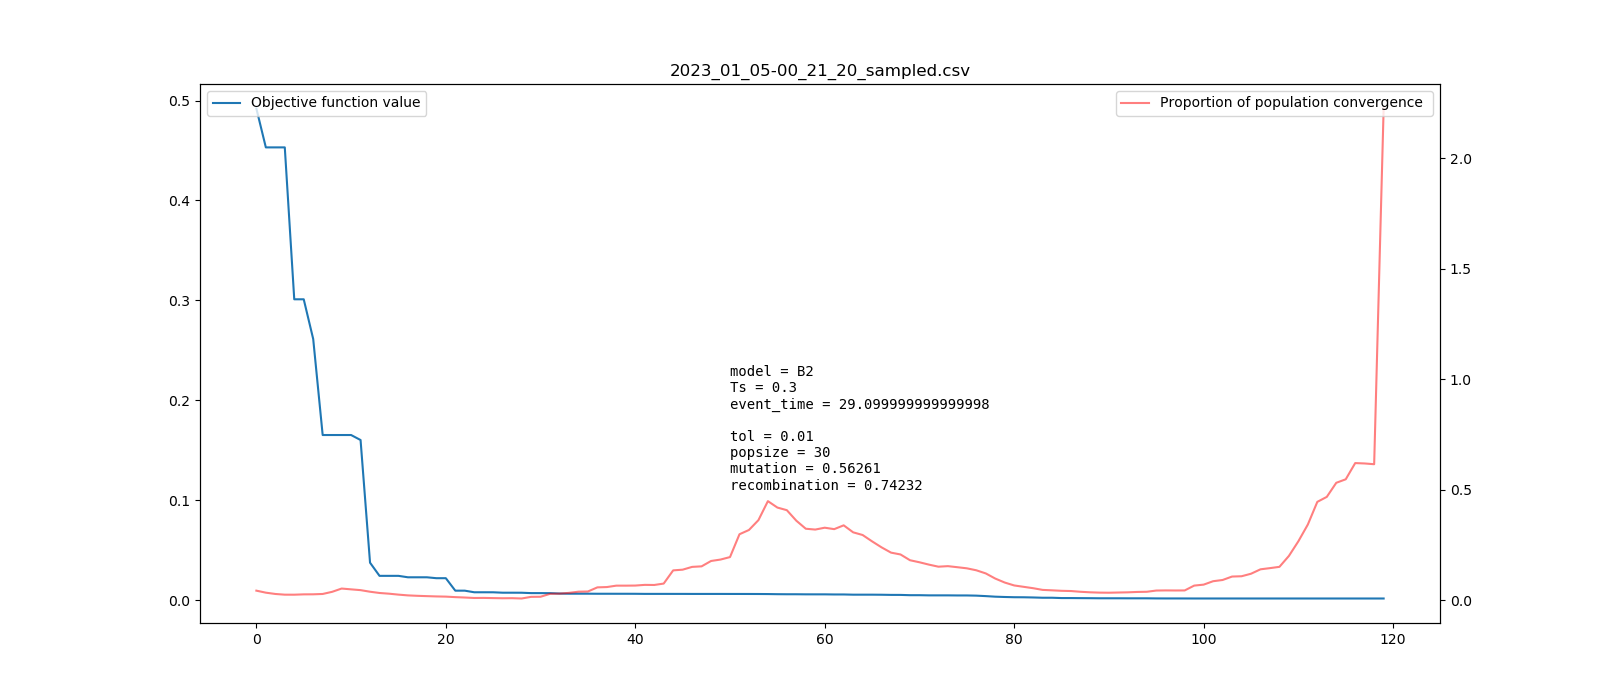 2023_01_05-00_21_20_sampled.csv
Objective function value
Proportion of population convergence
0.5
0.4
0.3
0.2
0.1
0.0
2.0
1.5
1.0
0.5
0.0
model = B2
Ts = 0.3
event_time = 29.099999999999998
tol = 0.01
popsize = 30
mutation = 0.56261
recombination = 0.74232
0 20 40 60 80 100 120